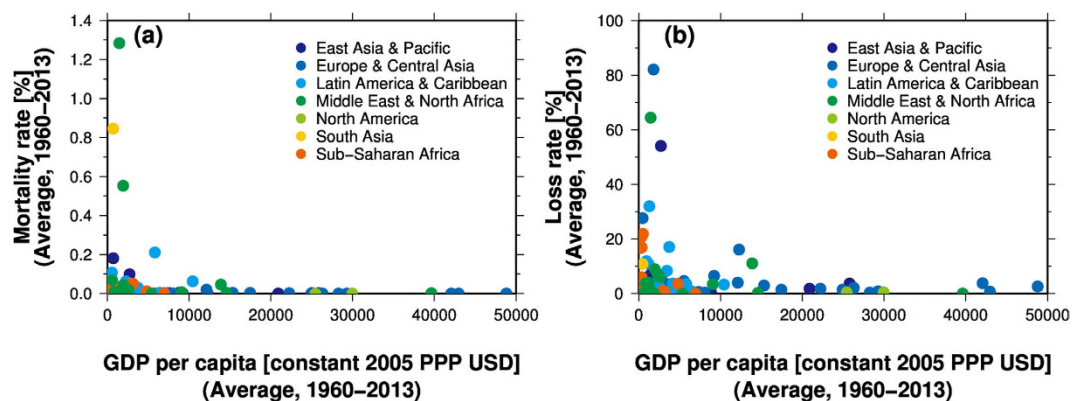 (a)
Mortality rate [%]
(Average, 1960–2013)
1.4
1.2
1.0
0.8
0.6
0.4
0.2
0.0
East Asia & Pacific
Europe & Central Asia
Latin America & Caribbean
Middle East & North Africa
North America
South Asia
Sub–Saharan Africa
0 10000 20000 30000 40000 50000
GDP per capita [constant 2005 PPP USD]
(Average, 1960–2013)
(b)
Loss rate [%]
(Average, 1960–2013)
100
80
60
40
20
0
East Asia & Pacific
Europe & Central Asia
Latin America & Caribbean
Middle East & North Africa
North America
South Asia
Sub–Saharan Africa
0 10000 20000 30000 40000 50000
GDP per capita [constant 2005 PPP USD]
(Average, 1960–2013)